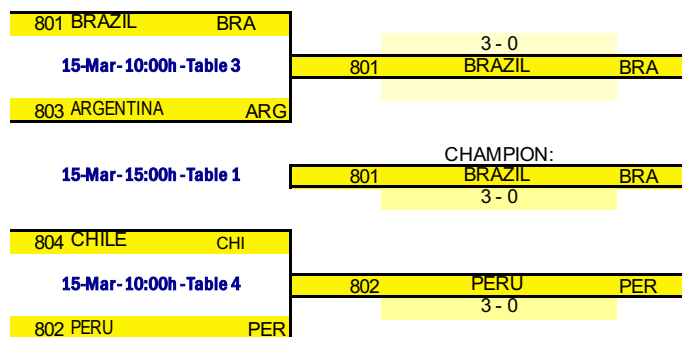 801 BRAZIL BRA
3 - 0
15-Mar-10:00h-Table 3
801 BRAZIL BRA
803 ARGENTINA ARG
CHAMPION:
15-Mar-15:00h-Table 1
801 BRAZIL BRA
3 - 0
804 CHILE CHI
15-Mar-10:00h-Table 4
802 PERU PER
3 - 0
802 PERU PER